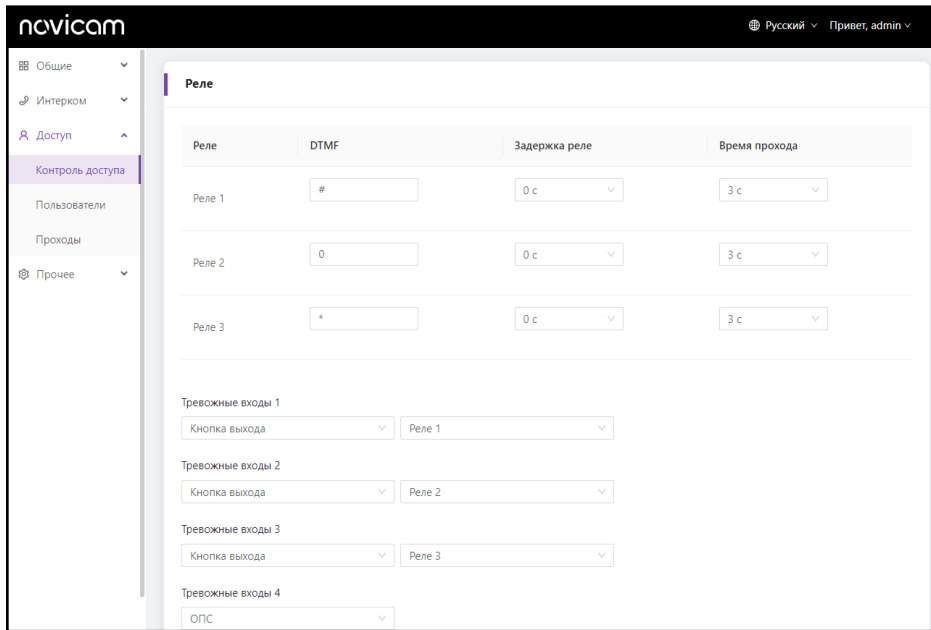 novicam
Русский Привет, admin
Общие
Интерком
Доступ
Контроль доступа
Пользователи
Проходы
Прочее
Реле
Реле DTMF Задержка реле Время прохода
Реле 1 # 0 с 3 с
Реле 2 0 0 с 3 с
Реле 3 * 0 с 3 с
Тревожные входы 1
Кнопка выхода Реле 1
Тревожные входы 2
Кнопка выхода Реле 2
Тревожные входы 3
Кнопка выхода Реле 3
Тревожные входы 4
ОПС